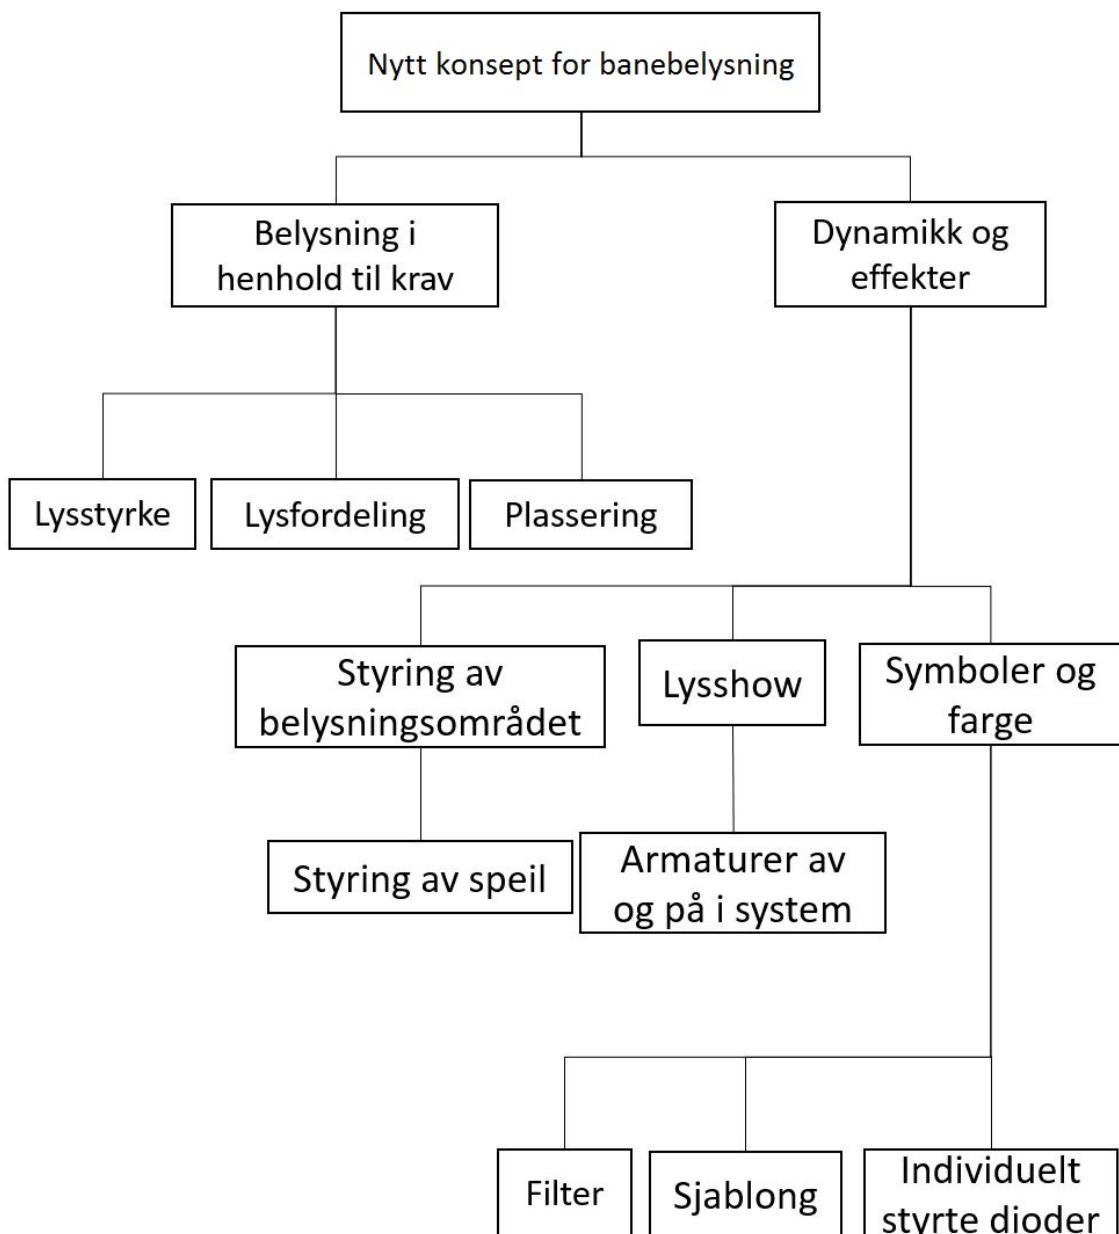 Nytt konsept for banebelysning
Belysning i
henhold til krav
Dynamikk og
effekter
Lysstyrke
Lysfordeling
Plassering
Styring av
belysningsområdet
Lysshow
Symboler og
farge
Styring av speil
Armaturer av
og på i system
Filter
Sjablong
Individuelt
styrte dioder